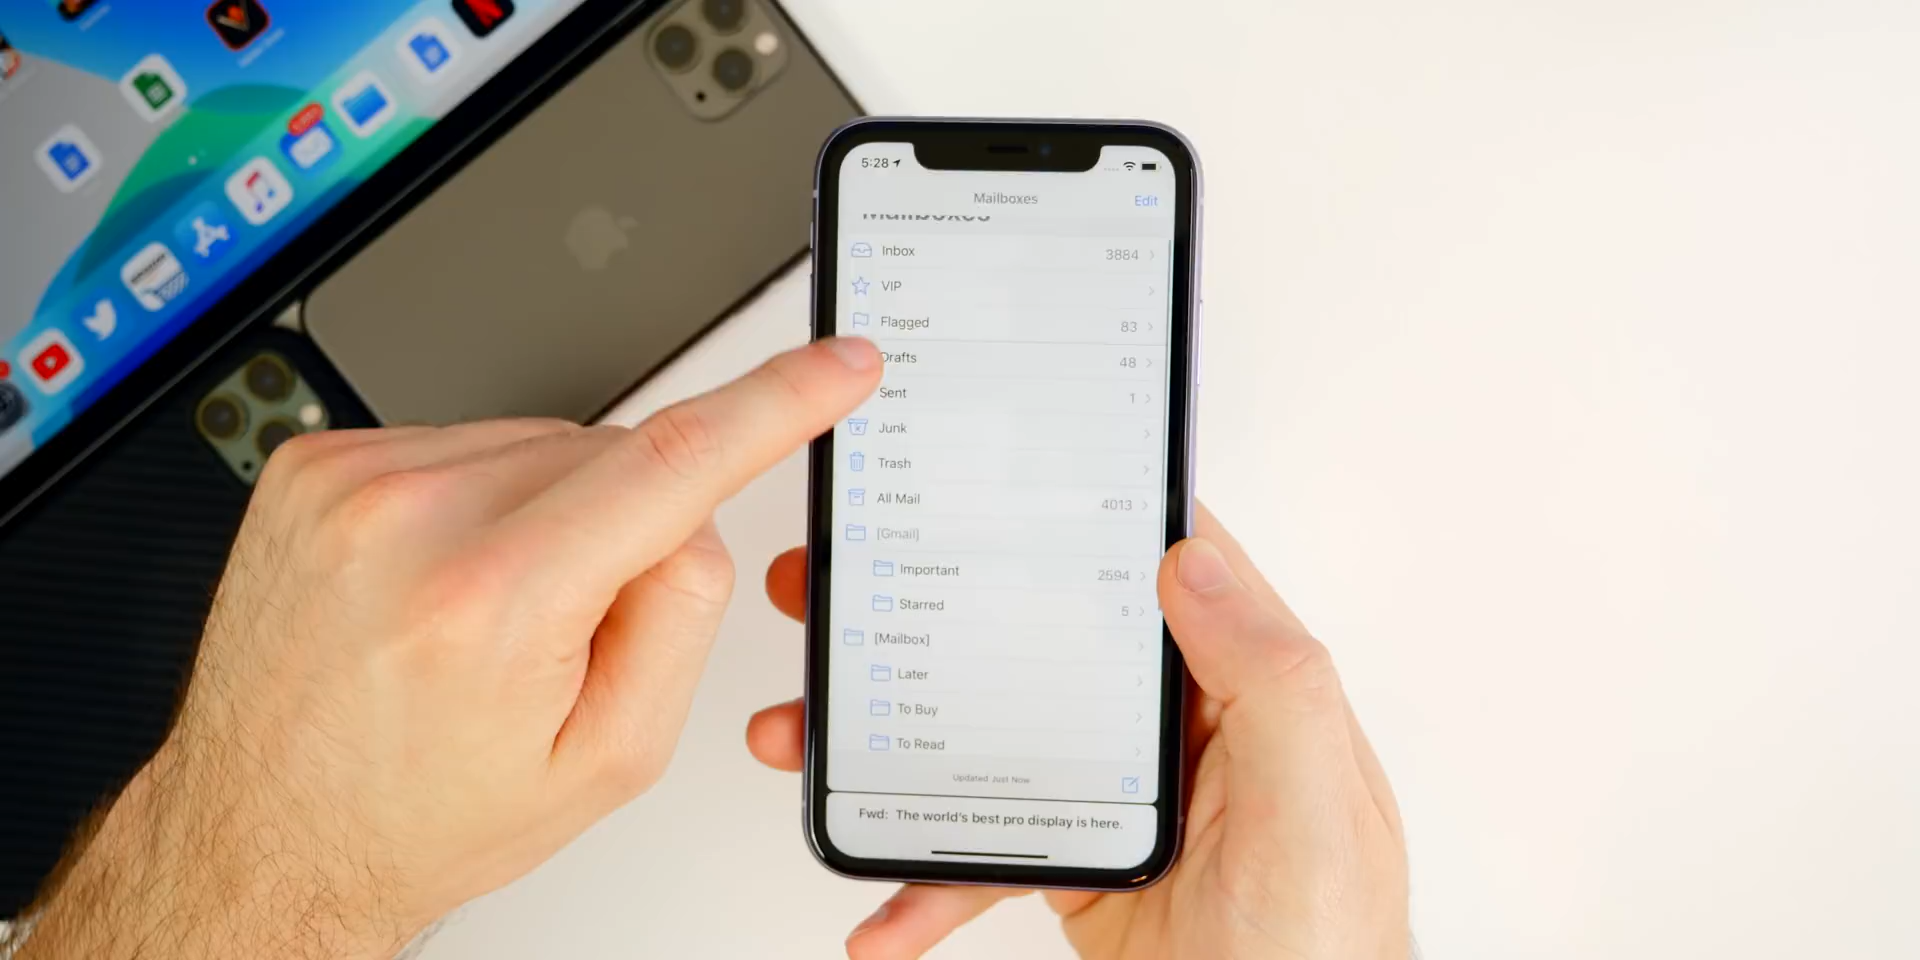 5:28
Mailboxes
Edit
Mailboxes
Inbox 3884
VIP
Flagged 83
Drafts 48
Sent 1
Junk
Trash
All Mail 4013
[Gmail]
Important 2594
Starred 5
[Mailbox]
Later
To Buy
To Read
Updated Just Now
Fwd: The world's best pro display is here.